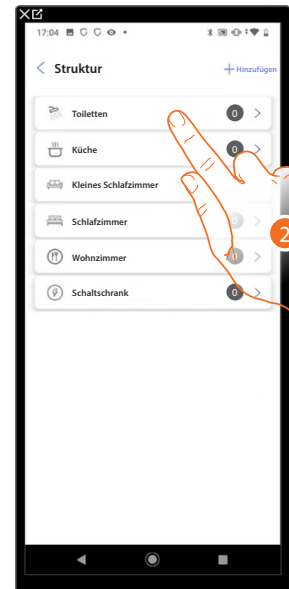 17:04
Struktur
Hinzufügen
Toiletten 0
Küche 0
Kleines Schlafzimmer
Schlafzimmer
Wohnzimmer
Schaltschrank 0
2